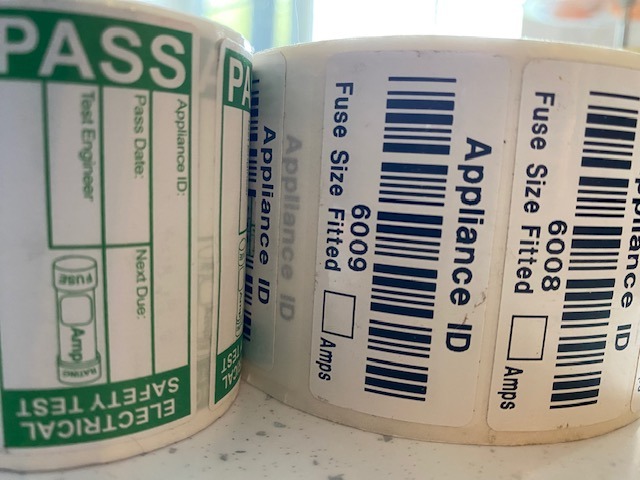 PASS
Appliance ID:
Pass Date:
Next Due:
Test Engineer
FUSE
Amp
RATING
ELECTRICAL
SAFETY TEST
PA
Appliance ID
Appliance ID
Appliance ID
6009
Fuse Size Fitted
Amps
Appliance ID
6008
Fuse Size Fitted
Amps